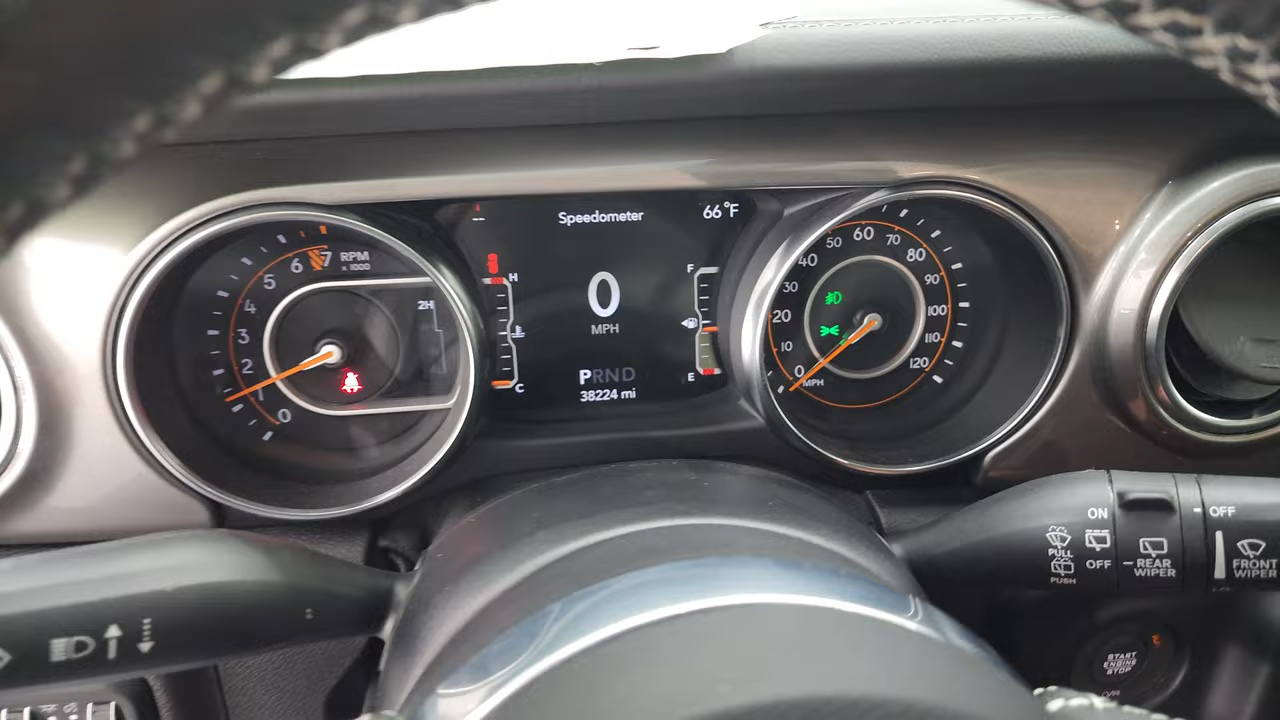 Speedometer
66°F
7 RPM
x 1000
6
5
4
3
2
1
0
2H
H
C
0
MPH
PRND
38224 mi
F
E
0
10
20
30
40
50
60
70
80
90
100
110
120
MPH
ON
OFF
PULL
PUSH
REAR
WIPER
OFF
FRONT
WIPER
START
ENGINE
STOP